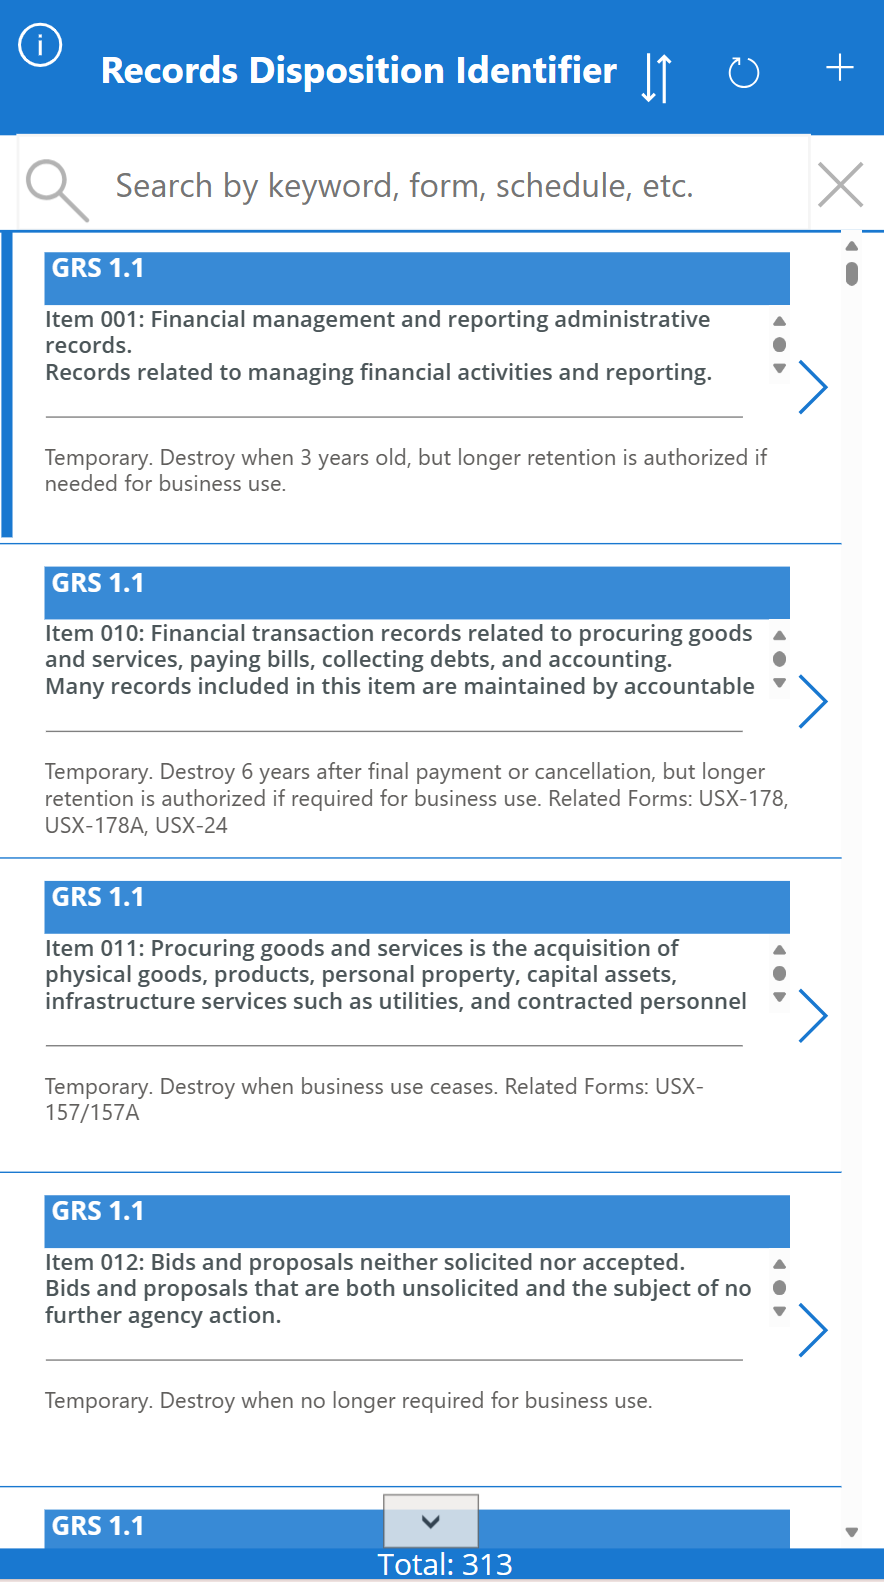 Records Disposition Identifier
Search by keyword, form, schedule, etc.
GRS 1.1
Item 001: Financial management and reporting administrative
records.
Records related to managing financial activities and reporting.
Temporary. Destroy when 3 years old, but longer retention is authorized if
needed for business use.
GRS 1.1
Item 010: Financial transaction records related to procuring goods
and services, paying bills, collecting debts, and accounting.
Many records included in this item are maintained by accountable
Temporary. Destroy 6 years after final payment or cancellation, but longer
retention is authorized if required for business use. Related Forms: USX-178,
USX-178A, USX-24
GRS 1.1
Item 011: Procuring goods and services is the acquisition of
physical goods, products, personal property, capital assets,
infrastructure services such as utilities, and contracted personnel
Temporary. Destroy when business use ceases. Related Forms: USX-
157/157A
GRS 1.1
Item 012: Bids and proposals neither solicited nor accepted.
Bids and proposals that are both unsolicited and the subject of no
further agency action.
Temporary. Destroy when no longer required for business use.
GRS 1.1
Total: 313